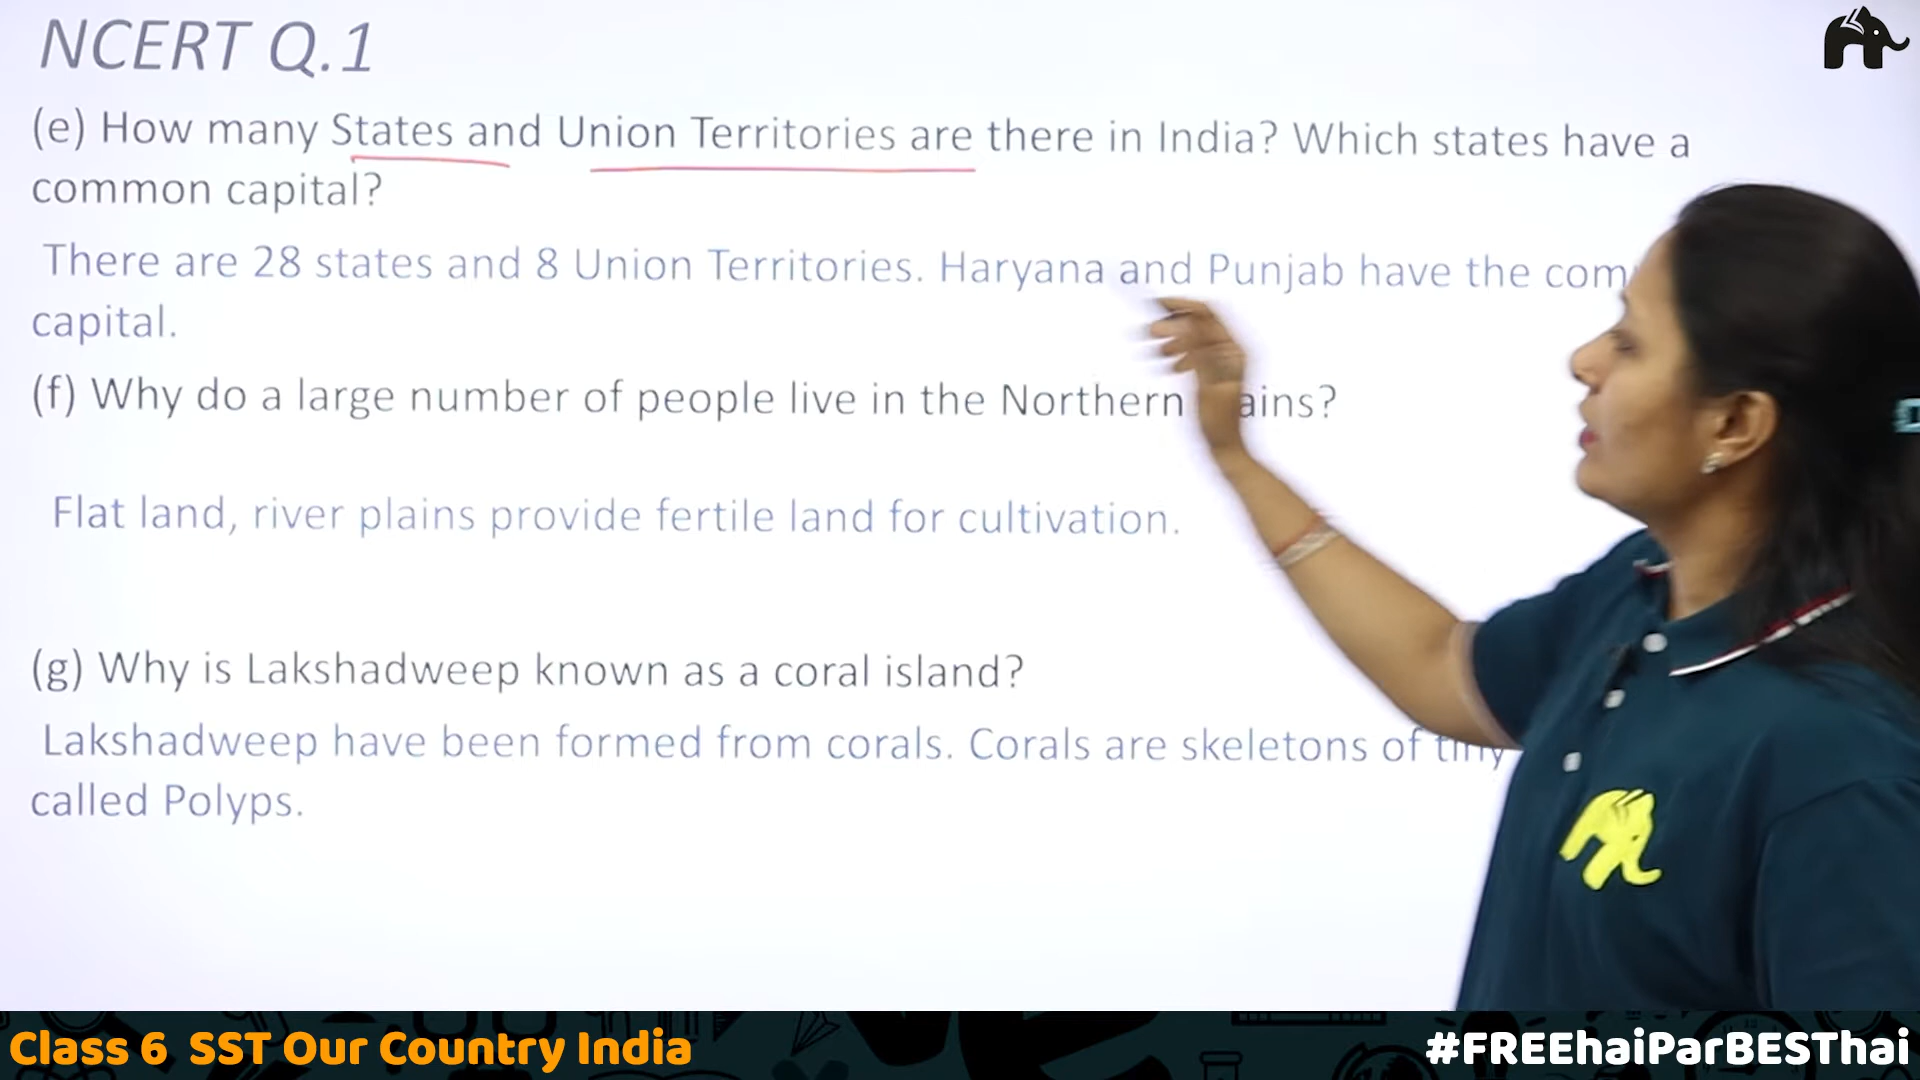 NCERT Q.1
(e) How many States and Union Territories are there in India? Which states have a
common capital?
There are 28 states and 8 Union Territories. Haryana and Punjab have the
capital.
(f) Why do a large number of people live in the Northern
Flat land, river plains provide fertile land for cultivation.
(g) Why is Lakshadweep known as a coral island?
Lakshadweep have been formed from corals. Corals are skeletons of tiny
called Polyps.
Class 6 SST Our Country India
#FREEhaiParBESThai